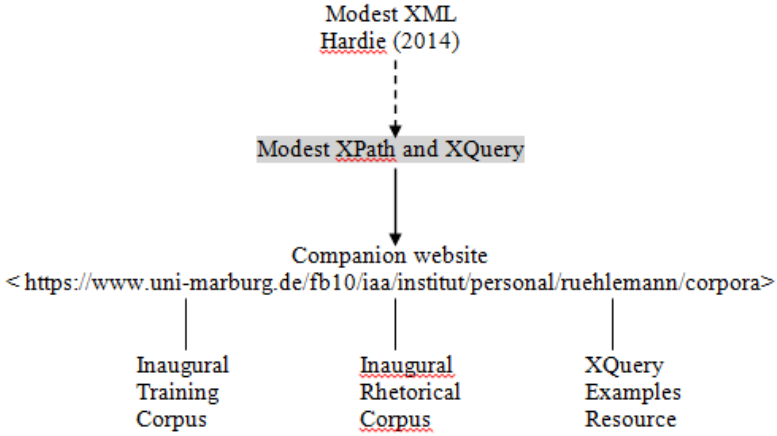 Modest XML
Hardie (2014)
Modest XPath and XQuery
Companion website
<https://www.uni-marburg.de/fb10/iaa/institut/personal/ruehlemann/corpora>
Inaugural
Training
Corpus
Inaugural
Rhetorical
Corpus
XQuery
Examples
Resource